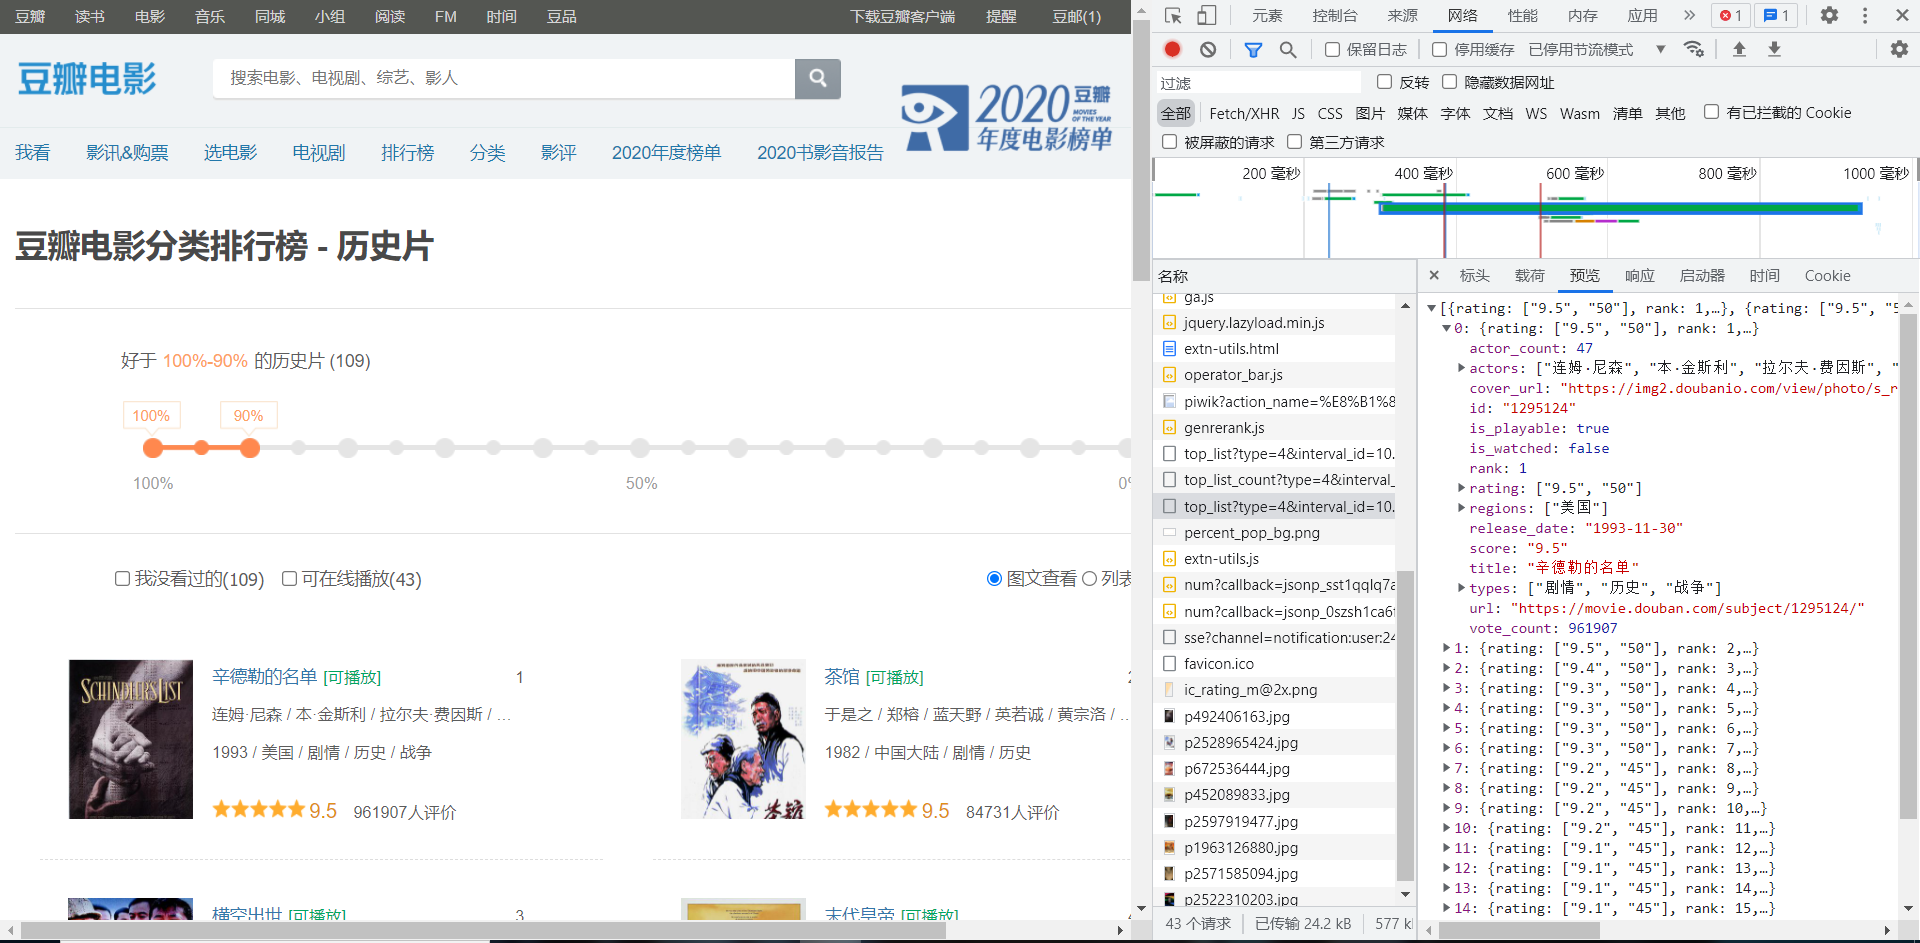 豆瓣 读书 电影 音乐 同城 小组 阅读 FM 时间 豆品 下载豆瓣客户端 提醒 豆邮(1)
豆瓣电影
搜索电影、电视剧、综艺、影人
2020 豆瓣
MOVIES OF THE YEAR
年度电影榜单
我看 影讯&购票 选电影 电视剧 排行榜 分类 影评 2020年度榜单 2020书影音报告
豆瓣电影分类排行榜 - 历史片
好于 100%-90% 的历史片 (109)
100% 90%
100% 50%
我没看过的(109) 可在线播放(43) 图文查看 列表
辛德勒的名单 [可播放] 1
连姆·尼森 / 本·金斯利 / 拉尔夫·费因斯 / …
1993 / 美国 / 剧情 / 历史 / 战争
9.5 961907人评价
SCHINDLER'S LIST
茶馆 [可播放]
于是之 / 郑榕 / 蓝天野 / 英若诚 / 黄宗洛 / …
1982 / 中国大陆 / 剧情 / 历史
9.5 84731人评价
茶馆
横空出世 [可播放] 3
末代皇帝 [可播放]
元素 控制台 来源 网络 性能 内存 应用 » 1 1
保留日志 停用缓存 已停用节流模式
过滤 反转 隐藏数据网址
全部 Fetch/XHR JS CSS 图片 媒体 字体 文档 WS Wasm 清单 其他 有已拦截的 Cookie
被屏蔽的请求 第三方请求
200 毫秒 400 毫秒 600 毫秒 800 毫秒 1000 毫秒
名称
ga.js
jquery.lazyload.min.js
extn-utils.html
operator_bar.js
piwik?action_name=%E8%B1%8
genrerank.js
top_list?type=4&interval_id=10.
top_list_count?type=4&interval_
top_list?type=4&interval_id=10.
percent_pop_bg.png
extn-utils.js
num?callback=jsonp_sst1qqlq7a
num?callback=jsonp_0szsh1ca6f
sse?channel=notification:user:24
favicon.ico
ic_rating_m@2x.png
p492406163.jpg
p2528965424.jpg
p672536444.jpg
p452089833.jpg
p2597919477.jpg
p1963126880.jpg
p2571585094.jpg
p2522310203.jpg
43 个请求 已传输 24.2 kB 577 k
标头 载荷 预览 响应 启动器 时间 Cookie
[{rating: ["9.5", "50"], rank: 1,…}, {rating: ["9.5", "5
0: {rating: ["9.5", "50"], rank: 1,…}
actor_count: 47
actors: ["连姆·尼森", "本·金斯利", "拉尔夫·费因斯", "
cover_url: "https://img2.doubanio.com/view/photo/s_r
id: "1295124"
is_playable: true
is_watched: false
rank: 1
rating: ["9.5", "50"]
regions: ["美国"]
release_date: "1993-11-30"
score: "9.5"
title: "辛德勒的名单"
types: ["剧情", "历史", "战争"]
url: "https://movie.douban.com/subject/1295124/"
vote_count: 961907
1: {rating: ["9.5", "50"], rank: 2,…}
2: {rating: ["9.4", "50"], rank: 3,…}
3: {rating: ["9.3", "50"], rank: 4,…}
4: {rating: ["9.3", "50"], rank: 5,…}
5: {rating: ["9.3", "50"], rank: 6,…}
6: {rating: ["9.3", "50"], rank: 7,…}
7: {rating: ["9.2", "45"], rank: 8,…}
8: {rating: ["9.2", "45"], rank: 9,…}
9: {rating: ["9.2", "45"], rank: 10,…}
10: {rating: ["9.2", "45"], rank: 11,…}
11: {rating: ["9.1", "45"], rank: 12,…}
12: {rating: ["9.1", "45"], rank: 13,…}
13: {rating: ["9.1", "45"], rank: 14,…}
14: {rating: ["9.1", "45"], rank: 15,…}